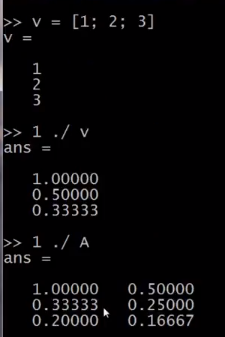 >> v = [1; 2; 3]
v =
1
2
3
>> 1 ./ v
ans =
1.00000
0.50000
0.33333
>> 1 ./ A
ans =
1.00000 0.50000
0.33333 0.25000
0.20000 0.16667